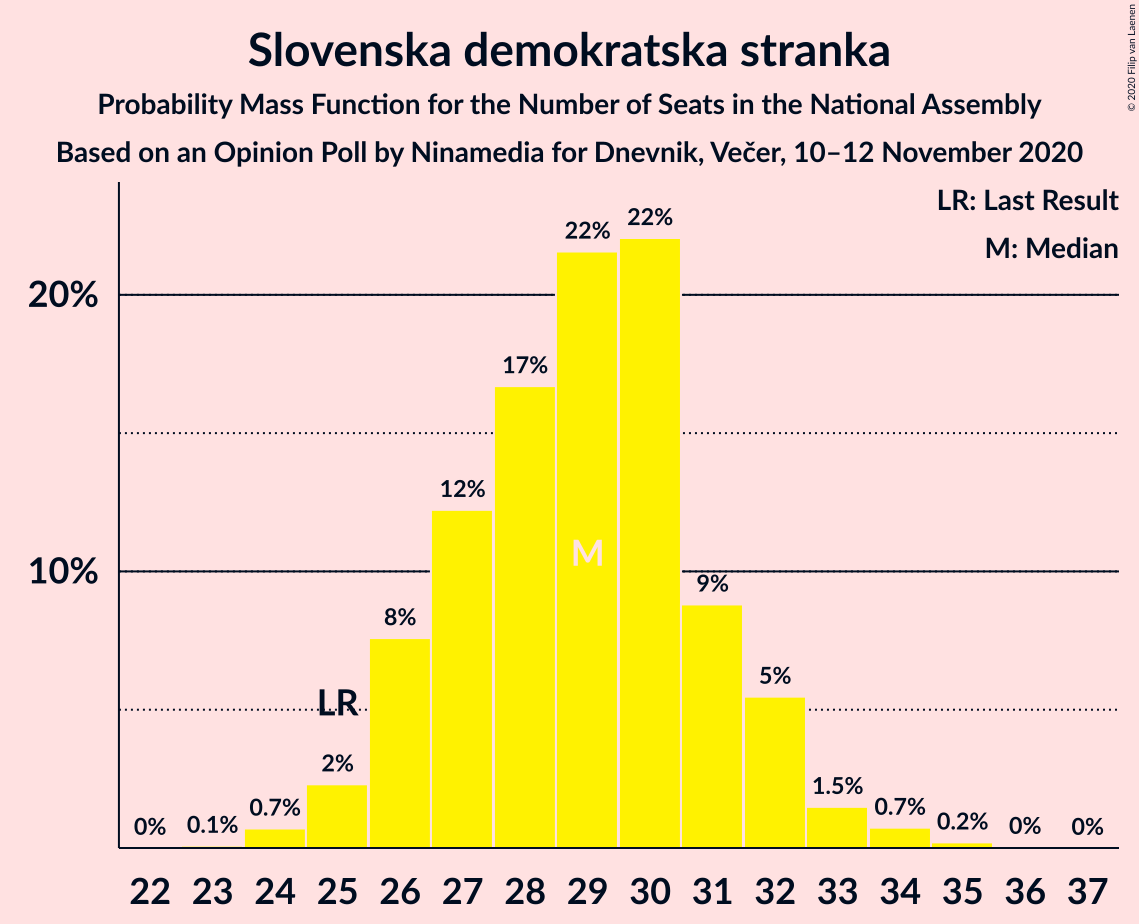 Slovenska demokratska stranka
Probability Mass Function for the Number of Seats in the National Assembly
Based on an Opinion Poll by Ninamedia for Dnevnik, Večer, 10–12 November 2020
© 2020 Filip van Laenen
LR: Last Result
M: Median
20%
10%
0%
0.1%
0.7%
2%
LR
8%
12%
17%
22%
M
22%
9%
5%
1.5%
0.7%
0.2%
0%
0%
22 23 24 25 26 27 28 29 30 31 32 33 34 35 36 37